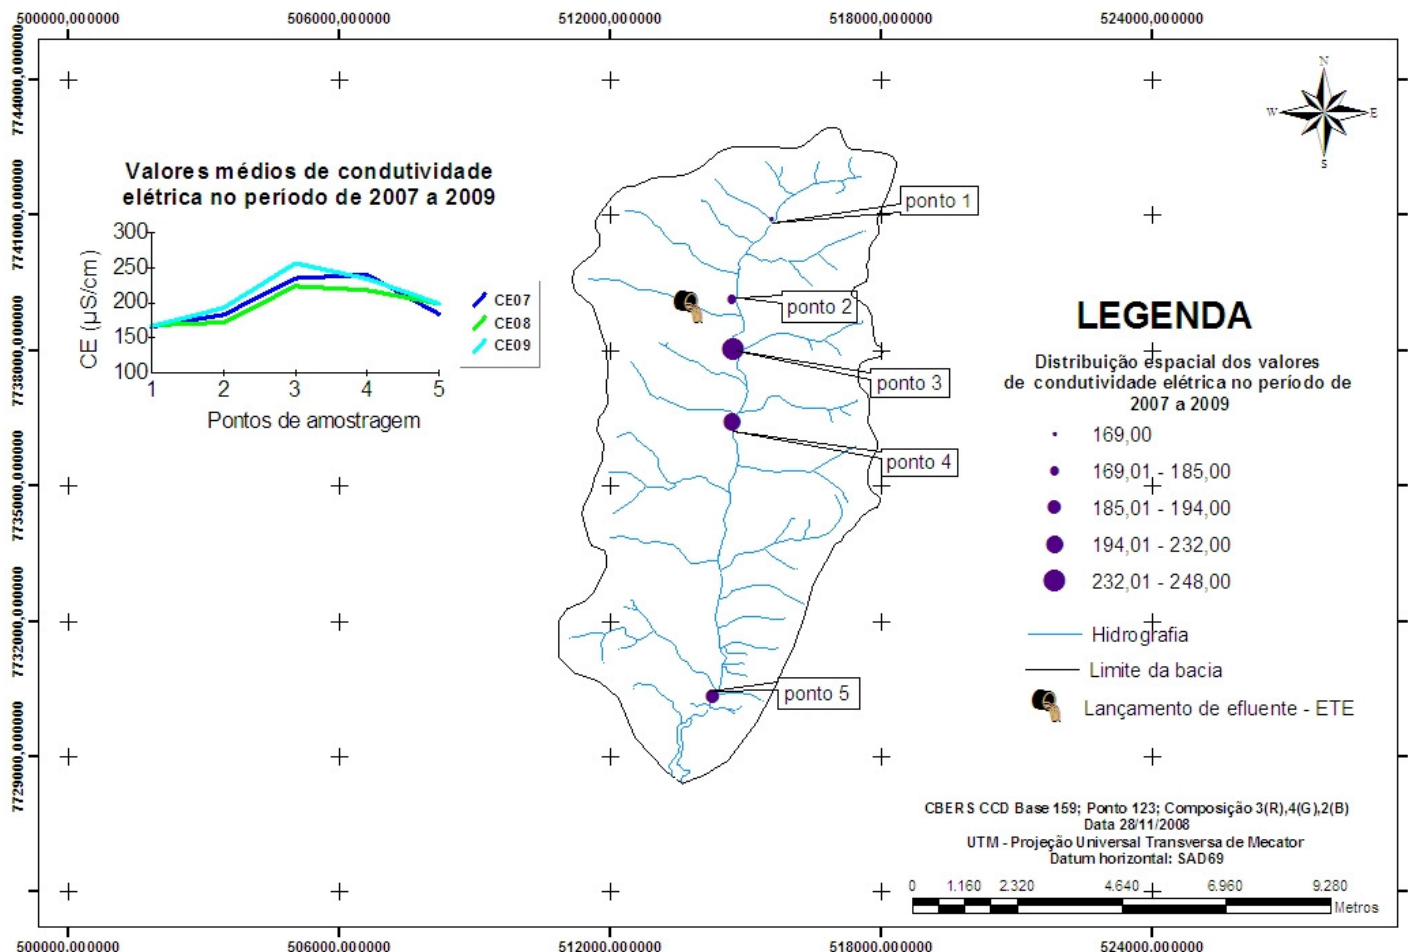 500000,000000
506000,000000
512000,000000
518000,000000
524000,000000
7744000,000000
7741000,000000
7738000,000000
7735000,000000
7732000,000000
7729000,000000
N
W
E
S
Valores médios de condutividade
elétrica no período de 2007 a 2009
CE (µS/cm)
300
250
200
150
100
1
2
3
4
5
Pontos de amostragem
CE07
CE08
CE09
ponto 1
ponto 2
ponto 3
ponto 4
ponto 5
LEGENDA
Distribuição espacial dos valores
de condutividade elétrica no período de
2007 a 2009
169,00
169,01 - 185,00
185,01 - 194,00
194,01 - 232,00
232,01 - 248,00
Hidrografia
Limite da bacia
Lançamento de efluente - ETE
CBERS CCD Base 159; Ponto 123; Composição 3(R),4(G),2(B)
Data 28/11/2008
UTM - Projeção Universal Transversa de Mecator
Datum horizontal: SAD69
0 1.160 2.320 4.640 6.960 9.280
Metros
500000,000000
506000,000000
512000,000000
518000,000000
524000,000000